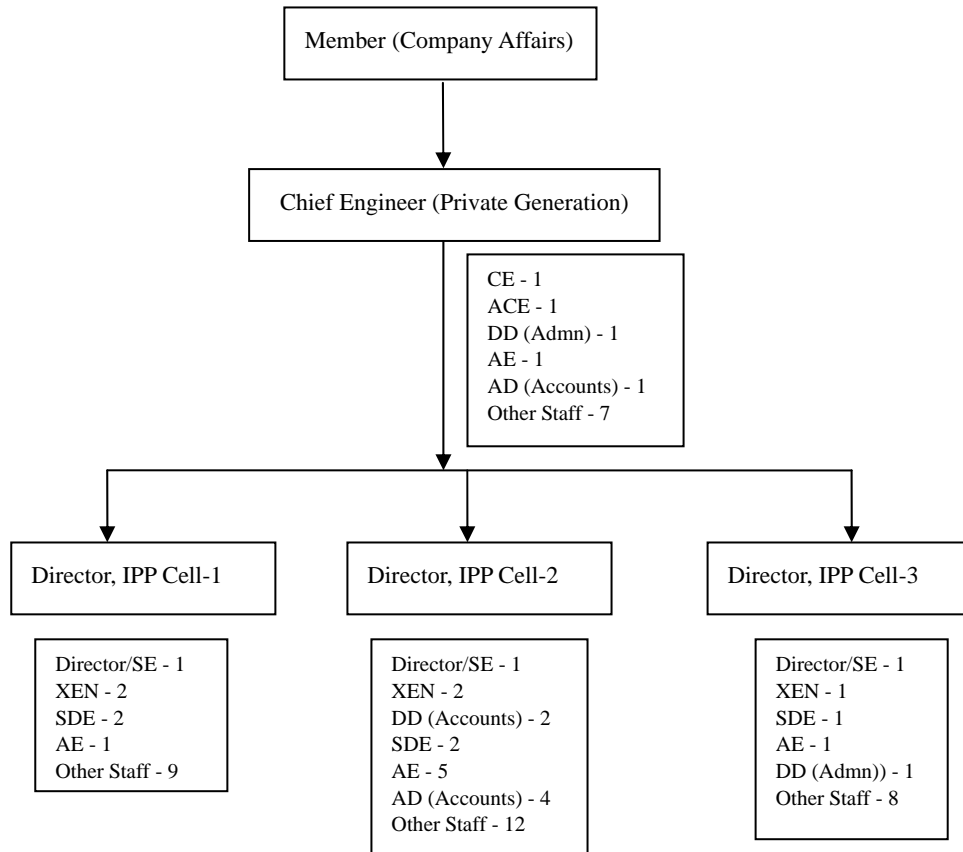 Member (Company Affairs)
Chief Engineer (Private Generation)
CE - 1
ACE - 1
DD (Admn) - 1
AE - 1
AD (Accounts) - 1
Other Staff - 7
Director, IPP Cell-1
Director, IPP Cell-2
Director, IPP Cell-3
Director/SE - 1
XEN - 2
SDE - 2
AE - 1
Other Staff - 9
Director/SE - 1
XEN - 2
DD (Accounts) - 2
SDE - 2
AE - 5
AD (Accounts) - 4
Other Staff - 12
Director/SE - 1
XEN - 1
SDE - 1
AE - 1
DD (Admn)) - 1
Other Staff - 8